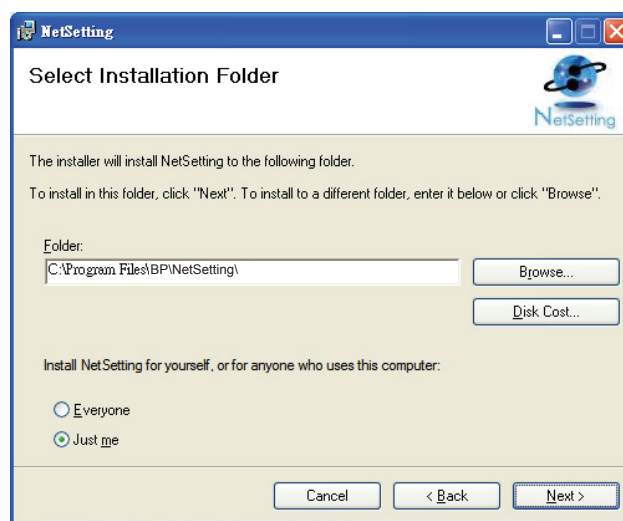 NetSetting
Select Installation Folder
NetSetting
The installer will install NetSetting to the following folder.
To install in this folder, click "Next". To install to a different folder, enter it below or click "Browse".
Folder:
C:\Program Files\BP\NetSetting\
Browse...
Disk Cost...
Install NetSetting for yourself, or for anyone who uses this computer:
Everyone
Just me
Cancel
< Back
Next >